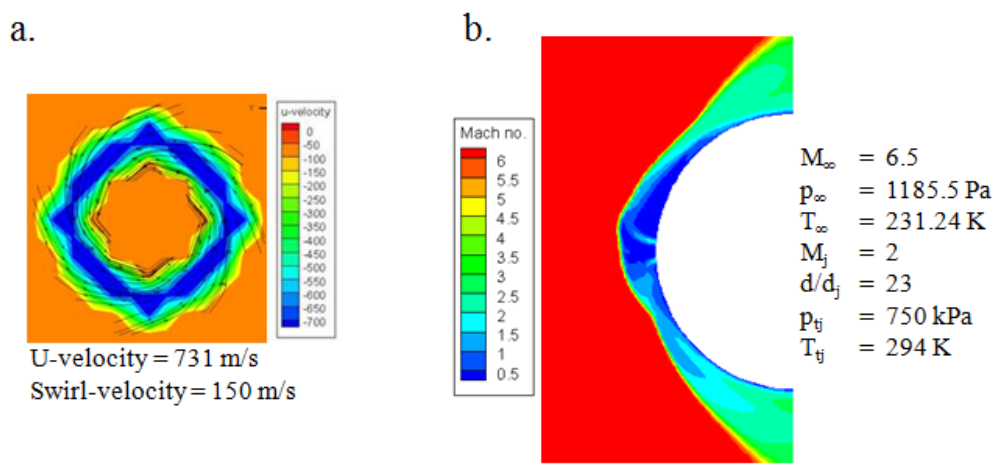 a.
u-velocity
0
-50
-100
-150
-200
-250
-300
-350
-400
-450
-500
-550
-600
-650
-700
U-velocity = 731 m/s
Swirl-velocity = 150 m/s
b.
Mach no.
6
5.5
5
4.5
4
3.5
3
2.5
2
1.5
1
0.5
M∞ = 6.5
p∞ = 1185.5 Pa
T∞ = 231.24 K
Mj = 2
d/dj = 23
ptj = 750 kPa
Ttj = 294 K